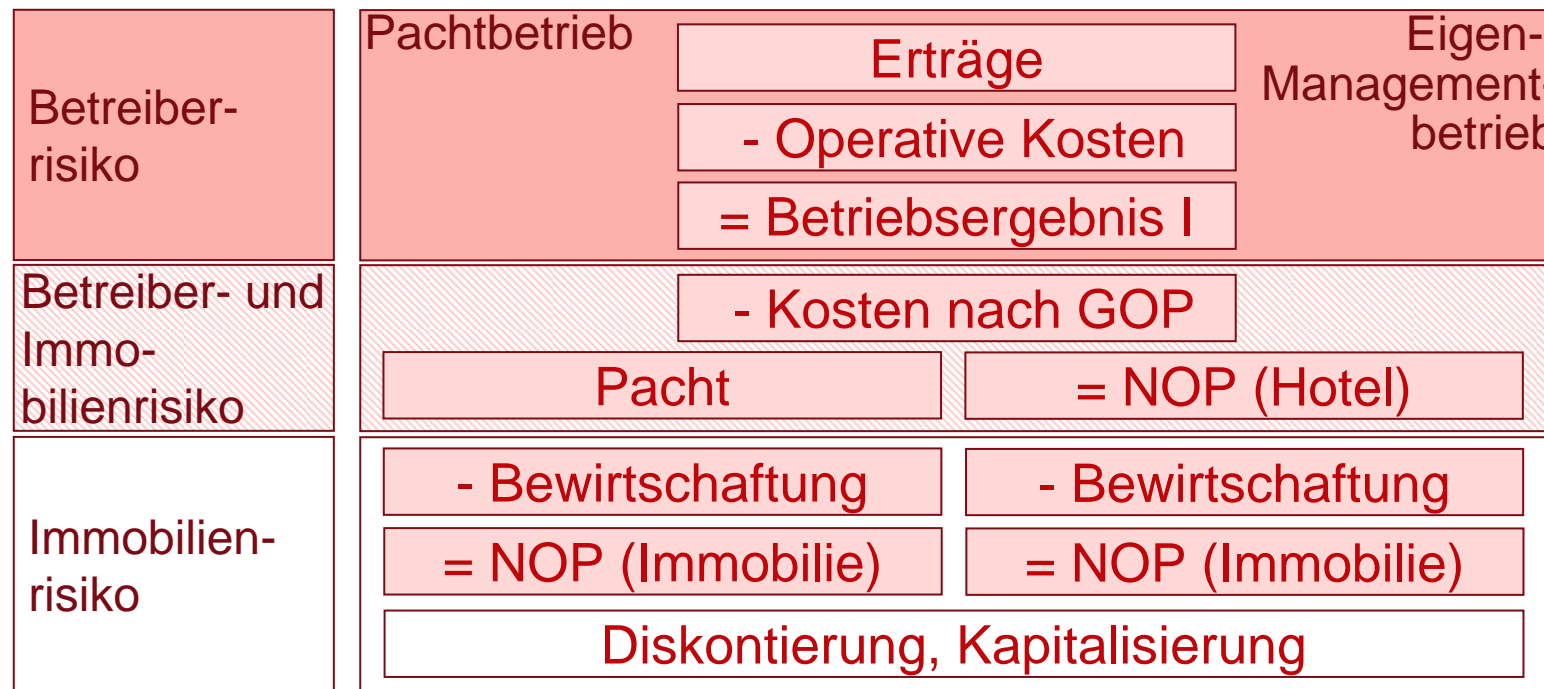 Betreiber-
risiko
Pachtbetrieb
Erträge
- Operative Kosten
= Betriebsergebnis I
Eigen-
Management-
betrieb
Betreiber- und
Immo-
bilienrisiko
- Kosten nach GOP
Pacht
= NOP (Hotel)
Immobilien-
risiko
- Bewirtschaftung
- Bewirtschaftung
= NOP (Immobilie)
= NOP (Immobilie)
Diskontierung, Kapitalisierung